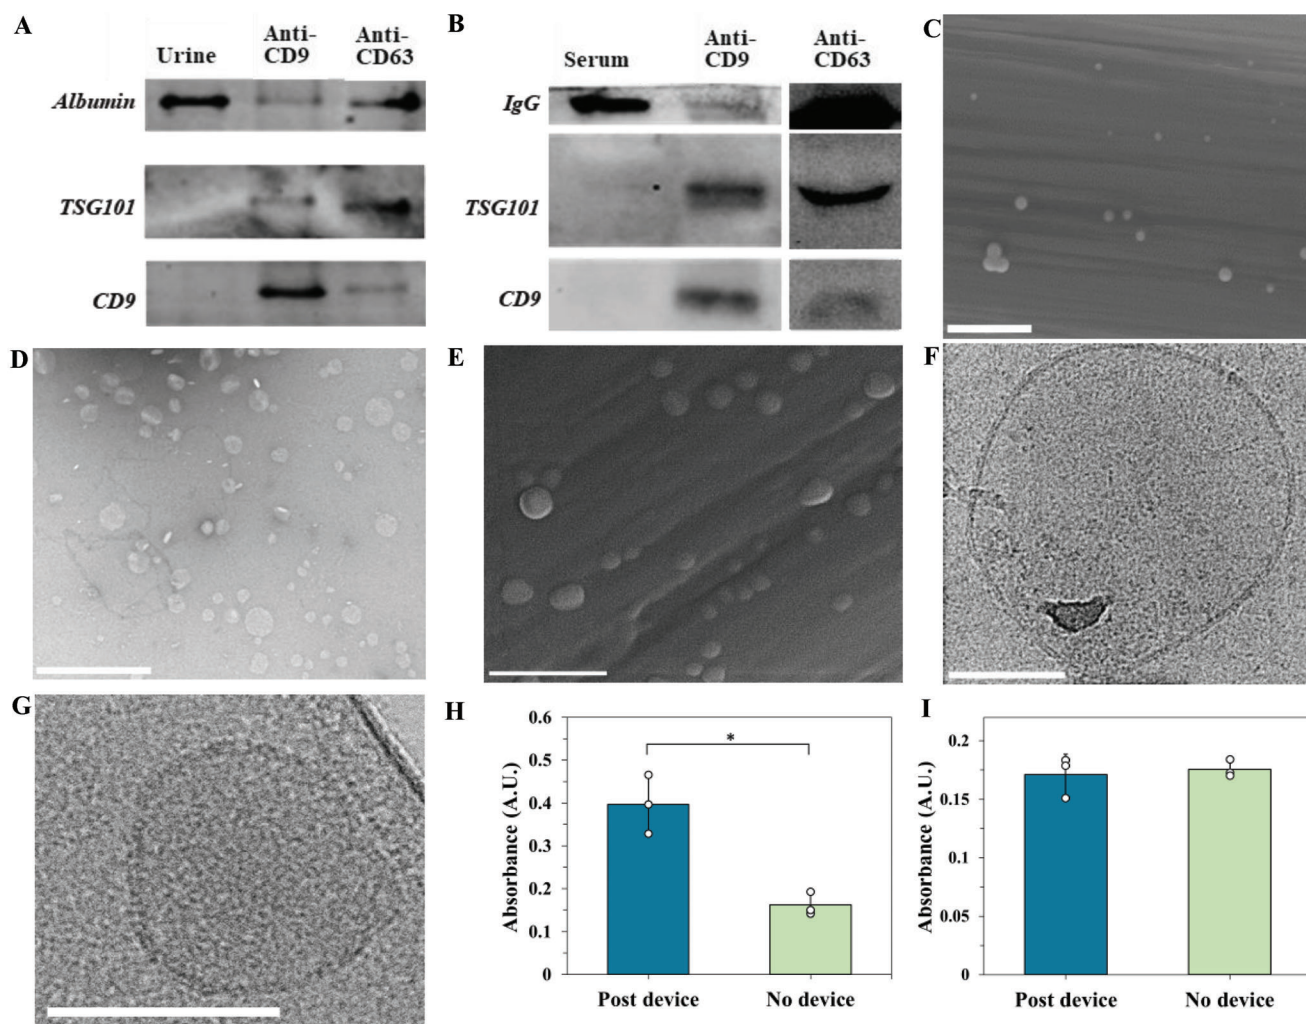 A
Urine
Anti-
CD9
Anti-
CD63
Albumin
TSG101
CD9
B
Serum
Anti-
CD9
Anti-
CD63
IgG
TSG101
CD9
C
D
E
F
G
H
Absorbance (A.U.)
0.6
0.5
0.4
0.3
0.2
0.1
0
*
Post device
No device
I
Absorbance (A.U.)
0.2
0.15
0.1
0.05
0
Post device
No device